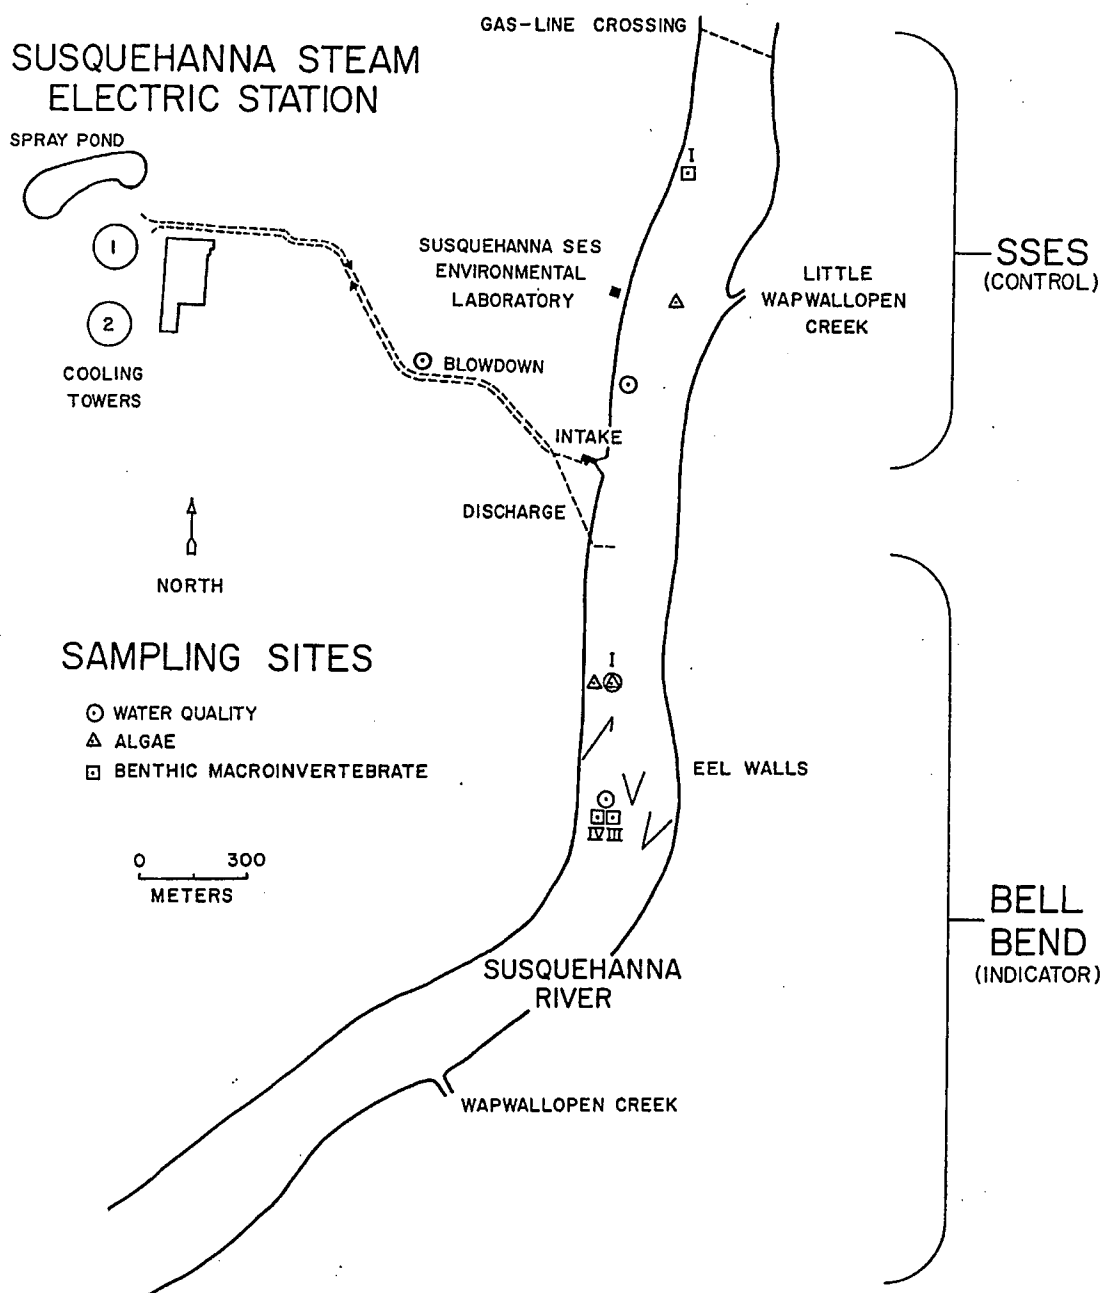 GAS-LINE CROSSING
SUSQUEHANNA STEAM
ELECTRIC STATION
SPRAY POND
I
SUSQUEHANNA SES
ENVIRONMENTAL
LABORATORY
LITTLE
WAPWALLOPEN
CREEK
SSES
(CONTROL)
1
2
COOLING
TOWERS
BLOWDOWN
INTAKE
DISCHARGE
NORTH
SAMPLING SITES
WATER QUALITY
ALGAE
BENTHIC MACROINVERTEBRATE
I
EEL WALLS
IV III
0 300
METERS
BELL
BEND
(INDICATOR)
SUSQUEHANNA
RIVER
WAPWALLOPEN CREEK